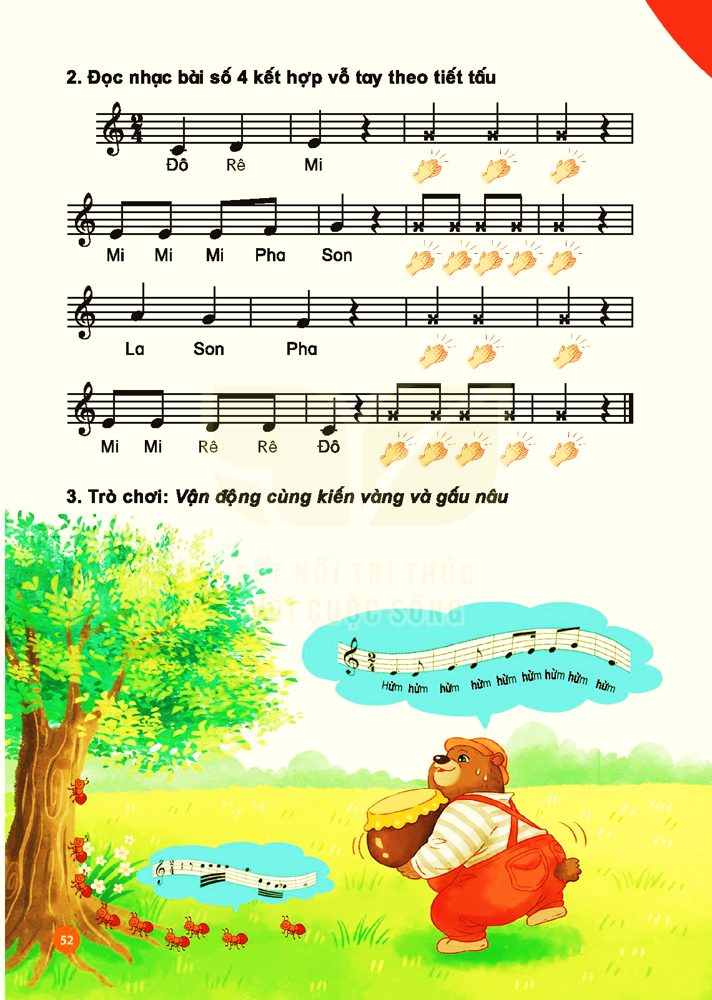 2. Đọc nhạc bài số 4 kết hợp vỗ tay theo tiết tấu
2
4
Đô Rê Mi
Mi Mi Mi Pha Son
La Son Pha
Mi Mi Rê Rê Đô
3. Trò chơi: Vận động cùng kiến vàng và gấu nâu
KẾT NỐI TRI THỨC
VỚI CUỘC SỐNG
2
4
Hừm hừm hừm hừm hừm hừm hừm hừm hừm
2
4
52